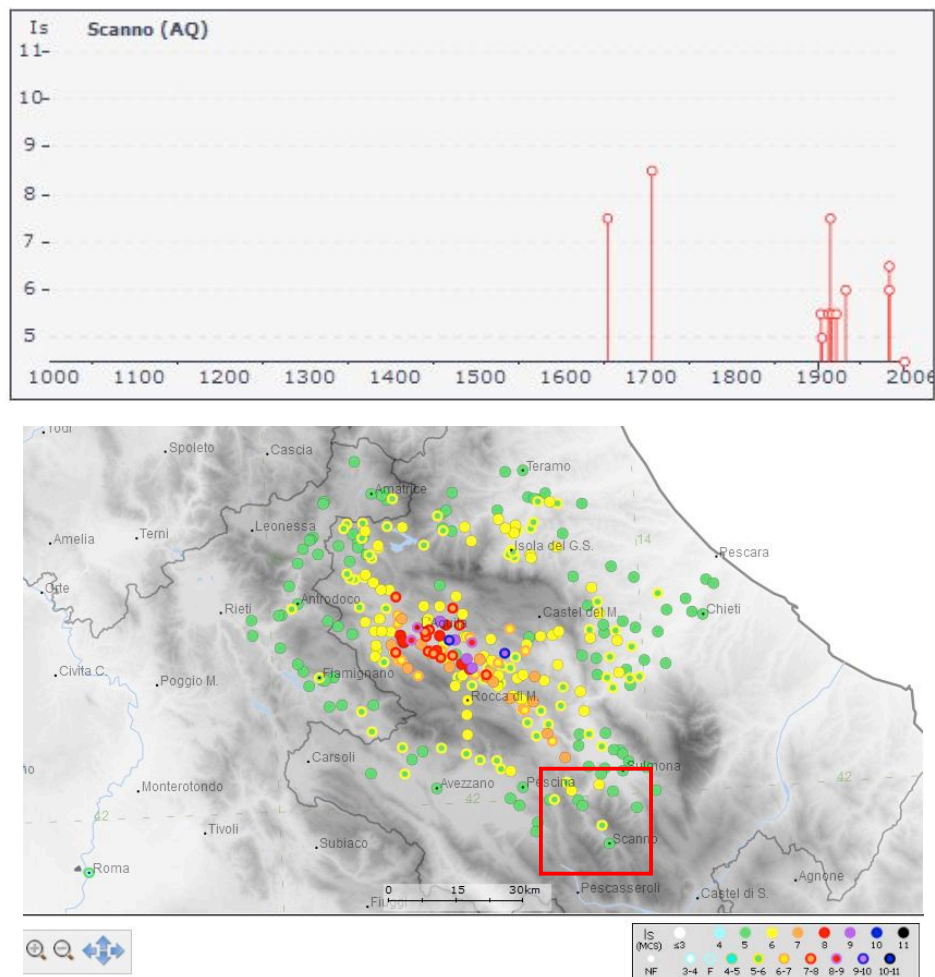 Is Scanno (AQ)
11-
10-
9 -
8 -
7 -
6 -
5
1000 1100 1200 1300 1400 1500 1600 1700 1800 1900 2006
Todi
Spoleto
Cascia
Teramo
Amatrice
Leonessa
Terni
Amelia
Isola del G.S.
14
Pescara
Orte
Antrodoco
Rieti
Castel del M.
Chieti
Aquila
Civita C.
Poggio M.
Fiamignano
Rocca di M.
Carsoli
Sulmona
Monterotondo
Avezzano
Pescina
42
42
42
Tivoli
Subiaco
Scanno
Roma
Pescasseroli
Agnone
Castel di S.
0 15 30km
Fiuggi
Is
(MCS)
≤3 4 5 6 7 8 9 10 11
NF 3-4 F 4-5 5-6 6-7 7-8 8-9 9-10 10-11